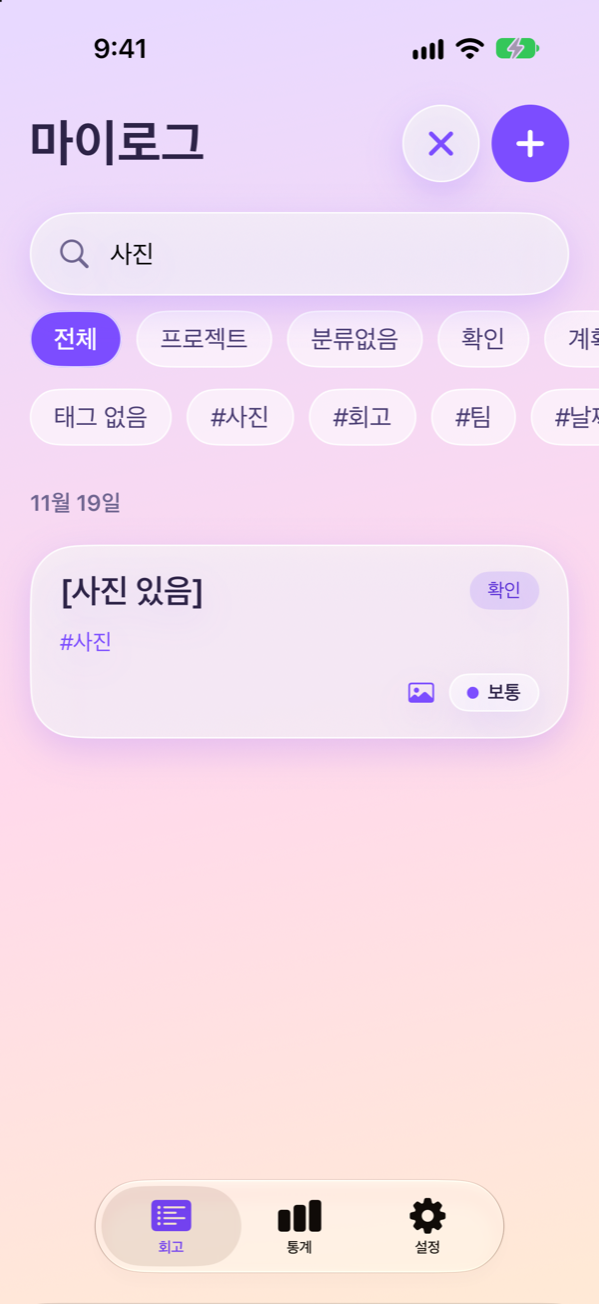 9:41
마이로그
사진
전체 프로젝트 분류없음 확인
태그 없음 #사진 #회고 #팀
11월 19일
[사진 있음] 확인
#사진
보통
회고 통계 설정